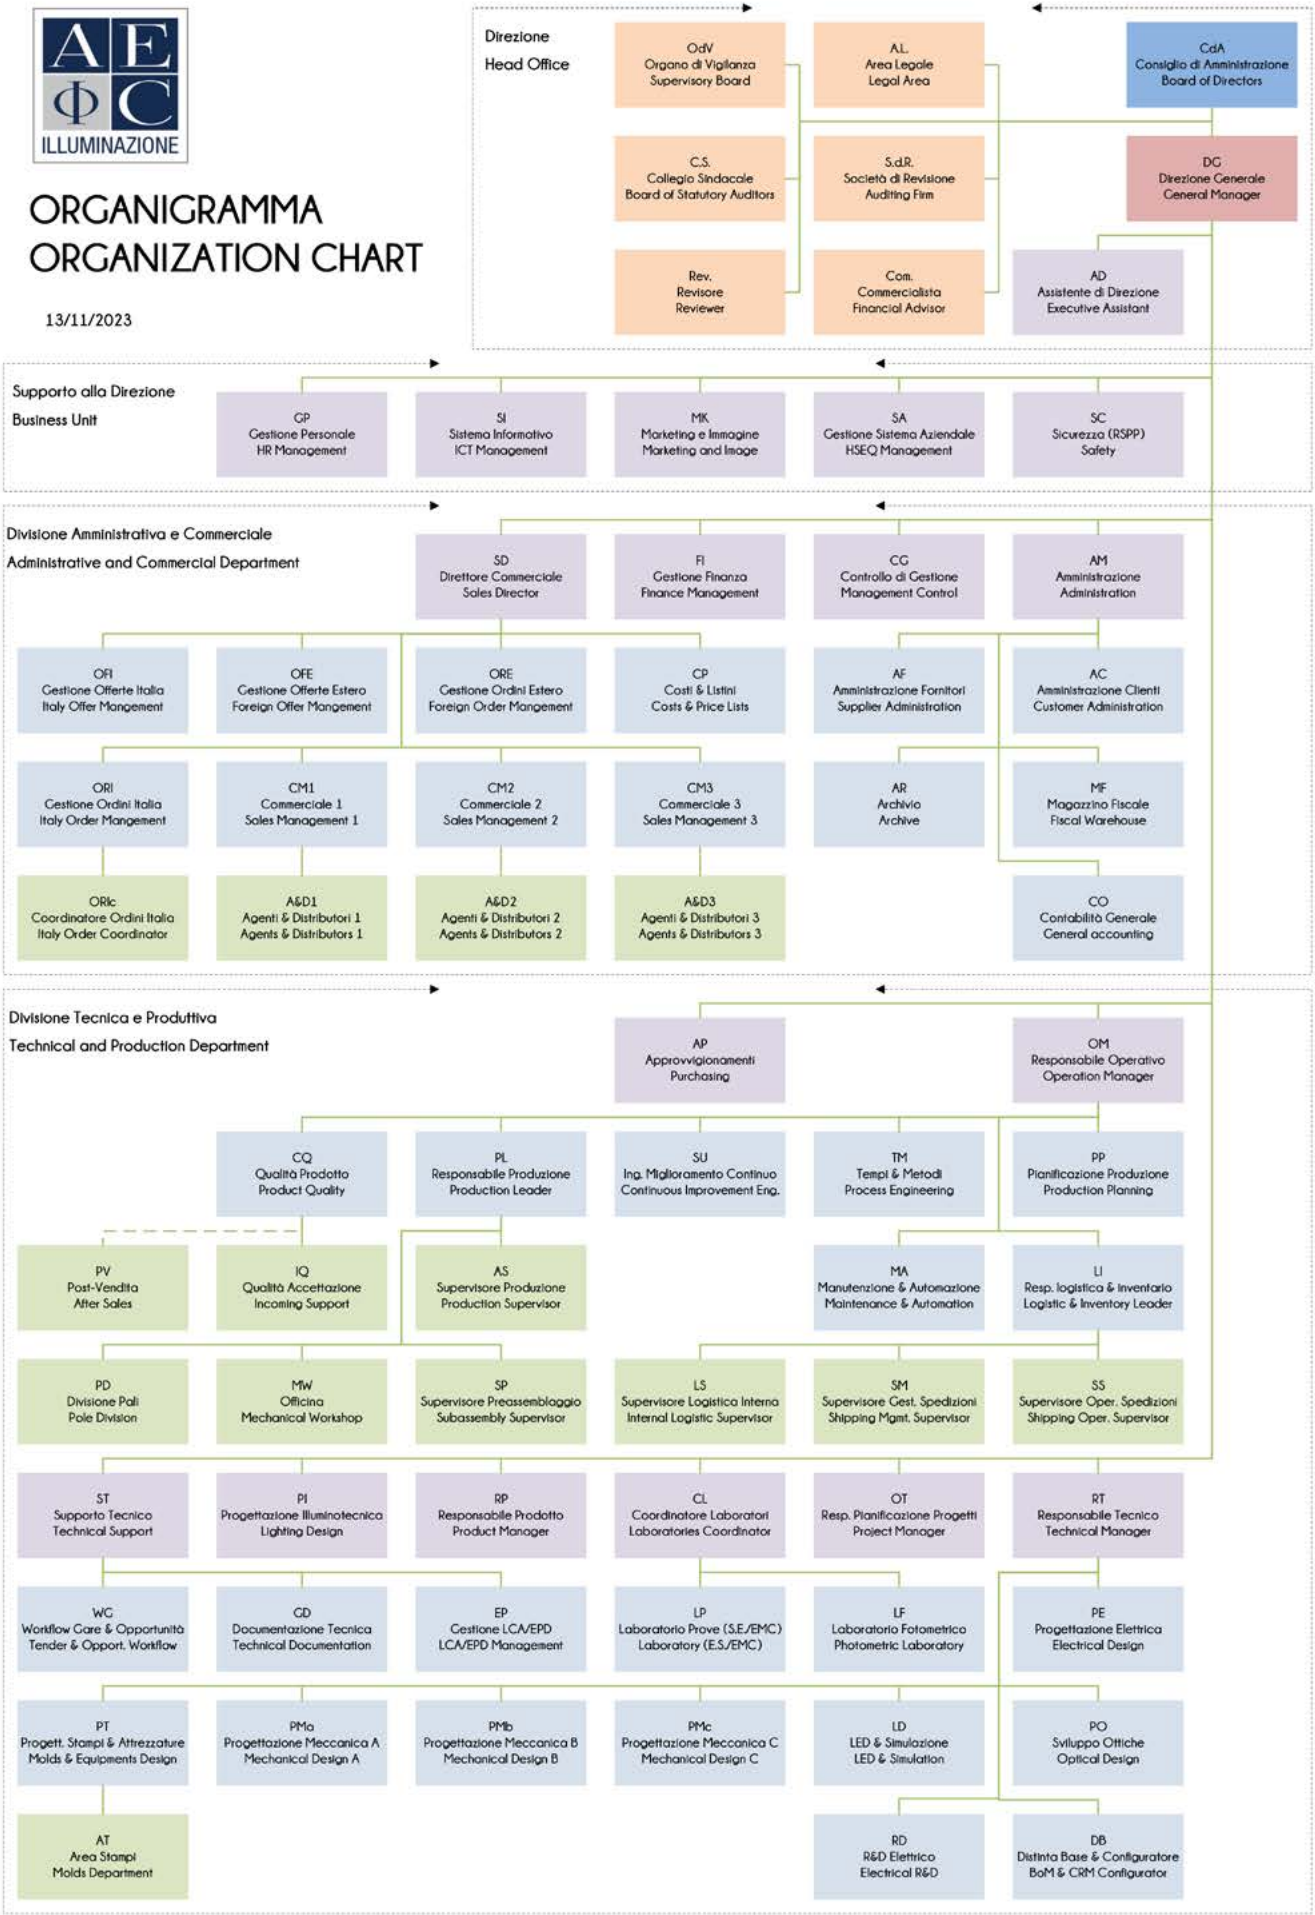 AE
ΦC
ILLUMINAZIONE
ORGANIGRAMMA
ORGANIZATION CHART
13/11/2023
Direzione
Head Office
OdV
Organo di Vigilanza
Supervisory Board
A.L.
Area Legale
Legal Area
CdA
Consiglio di Amministrazione
Board of Directors
C.S.
Collegio Sindacale
Board of Statutory Auditors
S.d.R.
Società di Revisione
Auditing Firm
DG
Direzione Generale
General Manager
Rev.
Revisore
Reviewer
Com.
Commercialista
Financial Advisor
AD
Assistente di Direzione
Executive Assistant
Supporto alla Direzione
Business Unit
GP
Gestione Personale
HR Management
SI
Sistema Informativo
ICT Management
MK
Marketing e Immagine
Marketing and Image
SA
Gestione Sistema Aziendale
HSEQ Management
SC
Sicurezza (RSPP)
Safety
Divisione Amministrativa e Commerciale
Administrative and Commercial Department
SD
Direttore Commerciale
Sales Director
FI
Gestione Finanza
Finance Management
CG
Controllo di Gestione
Management Control
AM
Amministrazione
Administration
OFI
Gestione Offerte Italia
Italy Offer Mangement
OFE
Gestione Offerte Estero
Foreign Offer Mangement
ORE
Gestione Ordini Estero
Foreign Order Mangement
CP
Costi & Listini
Costs & Price Lists
AF
Amministrazione Fornitori
Supplier Administration
AC
Amministrazione Clienti
Customer Administration
ORI
Gestione Ordini Italia
Italy Order Mangement
CM1
Commerciale 1
Sales Management 1
CM2
Commerciale 2
Sales Management 2
CM3
Commerciale 3
Sales Management 3
AR
Archivio
Archive
MF
Magazzino Fiscale
Fiscal Warehouse
ORIc
Coordinatore Ordini Italia
Italy Order Coordinator
A&D1
Agenti & Distributori 1
Agents & Distributors 1
A&D2
Agenti & Distributori 2
Agents & Distributors 2
A&D3
Agenti & Distributori 3
Agents & Distributors 3
CO
Contabilità Generale
General accounting
Divisione Tecnica e Produttiva
Technical and Production Department
AP
Approvvigionamenti
Purchasing
OM
Responsabile Operativo
Operation Manager
CQ
Qualità Prodotto
Product Quality
PL
Responsabile Produzione
Production Leader
SU
Ing. Miglioramento Continuo
Continuous Improvement Eng.
TM
Tempi & Metodi
Process Engineering
PP
Pianificazione Produzione
Production Planning
PV
Post-Vendita
After Sales
IQ
Qualità Accettazione
Incoming Support
AS
Supervisore Produzione
Production Supervisor
MA
Manutenzione & Automazione
Maintenance & Automation
LI
Resp. logistica & inventario
Logistic & Inventory Leader
PD
Divisione Pali
Pole Division
MW
Officina
Mechanical Workshop
SP
Supervisore Preassemblaggio
Subassembly Supervisor
LS
Supervisore Logistica Interna
Internal Logistic Supervisor
SM
Supervisore Gest. Spedizioni
Shipping Mgmt. Supervisor
SS
Supervisore Oper. Spedizioni
Shipping Oper. Supervisor
ST
Supporto Tecnico
Technical Support
PI
Progettazione Illuminotecnica
Lighting Design
RP
Responsabile Prodotto
Product Manager
CL
Coordinatore Laboratori
Laboratories Coordinator
OT
Resp. Pianificazione Progetti
Project Manager
RT
Responsabile Tecnico
Technical Manager
WG
Workflow Gare & Opportunità
Tender & Opport. Workflow
GD
Documentazione Tecnica
Technical Documentation
EP
Gestione LCA/EPD
LCA/EPD Management
LP
Laboratorio Prove (S.E./EMC)
Laboratory (E.S./EMC)
LF
Laboratorio Fotometrico
Photometric Laboratory
PE
Progettazione Elettrica
Electrical Design
PT
Progett. Stampi & Attrezzature
Molds & Equipments Design
PMa
Progettazione Meccanica A
Mechanical Design A
PMb
Progettazione Meccanica B
Mechanical Design B
PMc
Progettazione Meccanica C
Mechanical Design C
LD
LED & Simulazione
LED & Simulation
PO
Sviluppo Ottiche
Optical Design
AT
Area Stampi
Molds Department
RD
R&D Elettrico
Electrical R&D
DB
Distinta Base & Configuratore
BoM & CRM Configurator